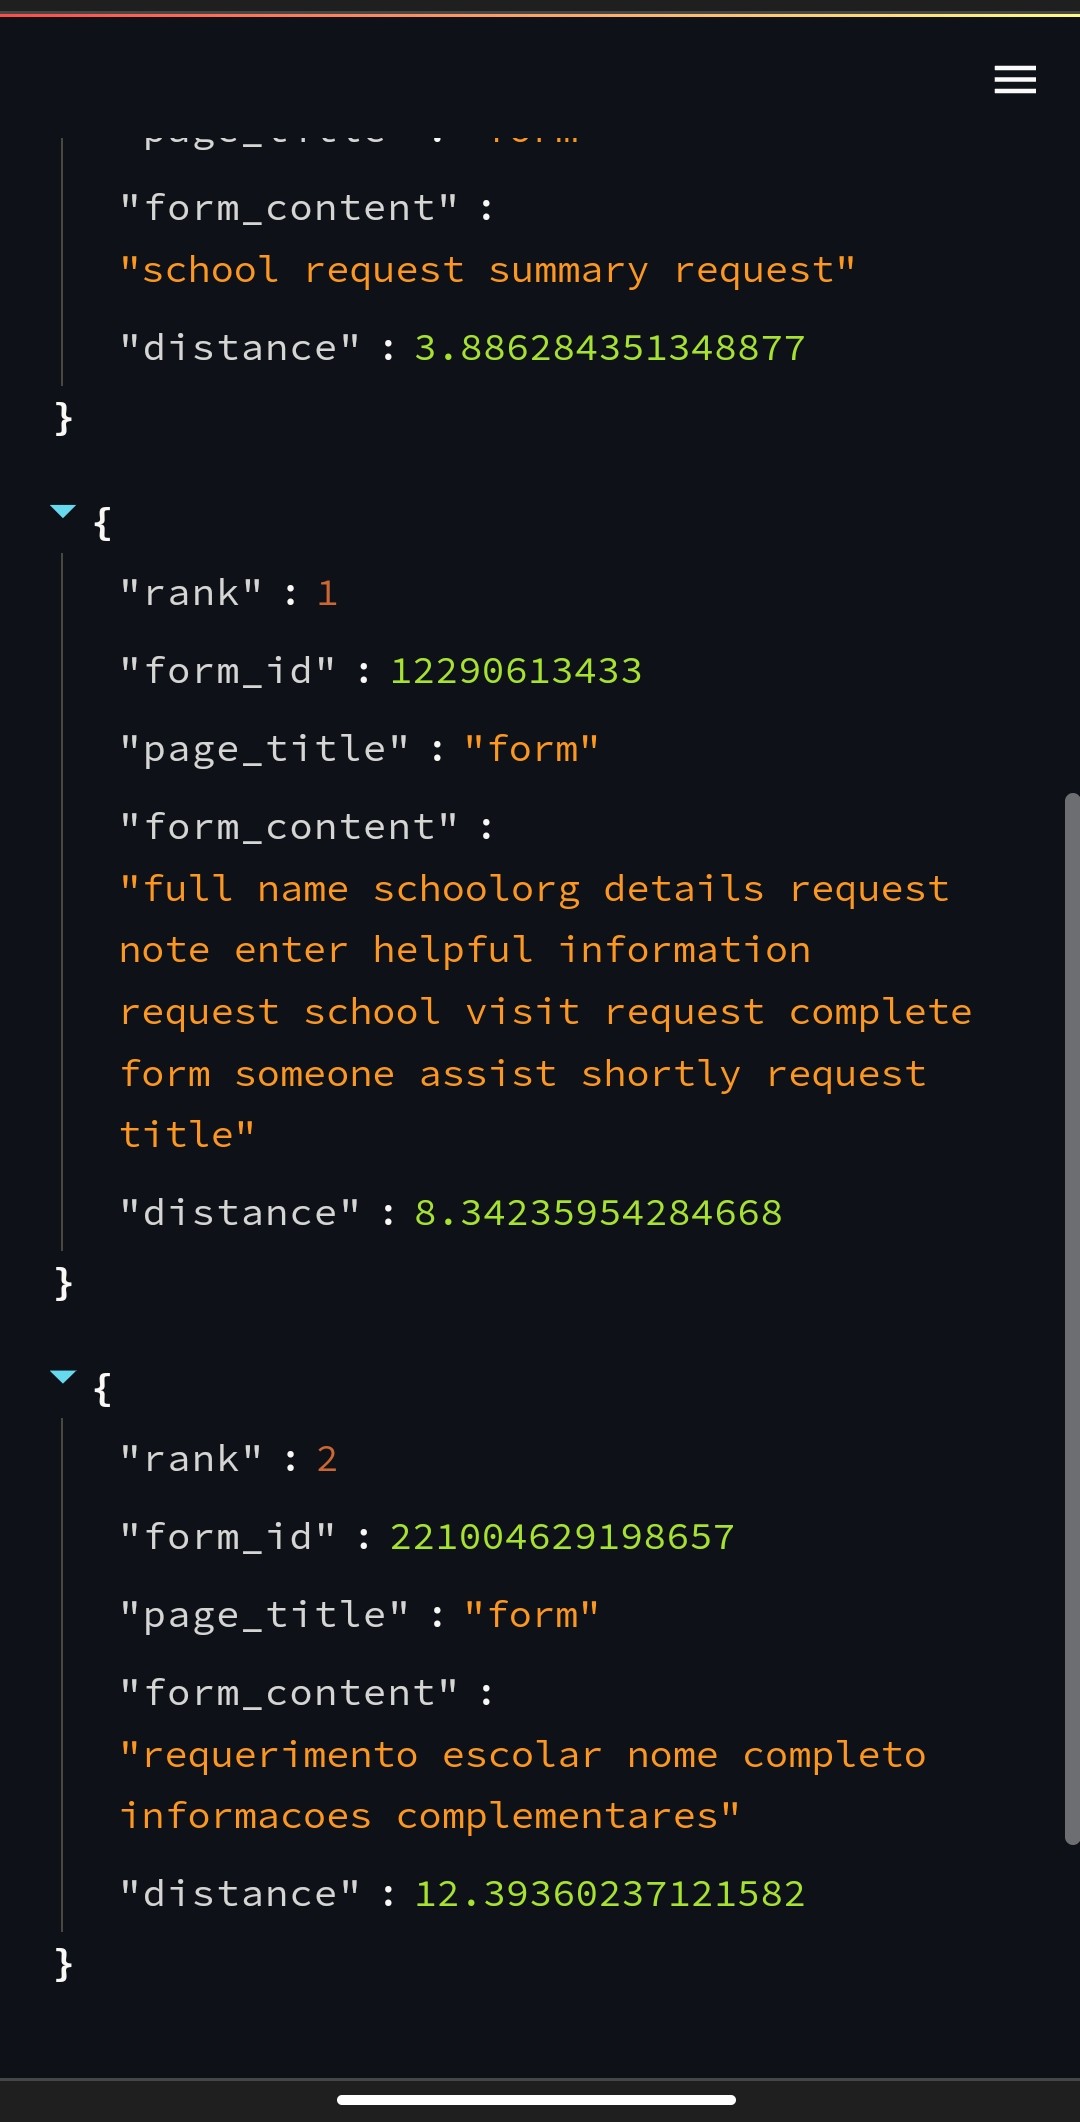 "page_title" : "form"
"form_content" :
"school request summary request"
"distance" : 3.886284351348877
}
{
"rank" : 1
"form_id" : 12290613433
"page_title" : "form"
"form_content" :
"full name schoolorg details request
note enter helpful information
request school visit request complete
form someone assist shortly request
title"
"distance" : 8.34235954284668
}
{
"rank" : 2
"form_id" : 221004629198657
"page_title" : "form"
"form_content" :
"requerimento escolar nome completo
informacoes complementares"
"distance" : 12.39360237121582
}